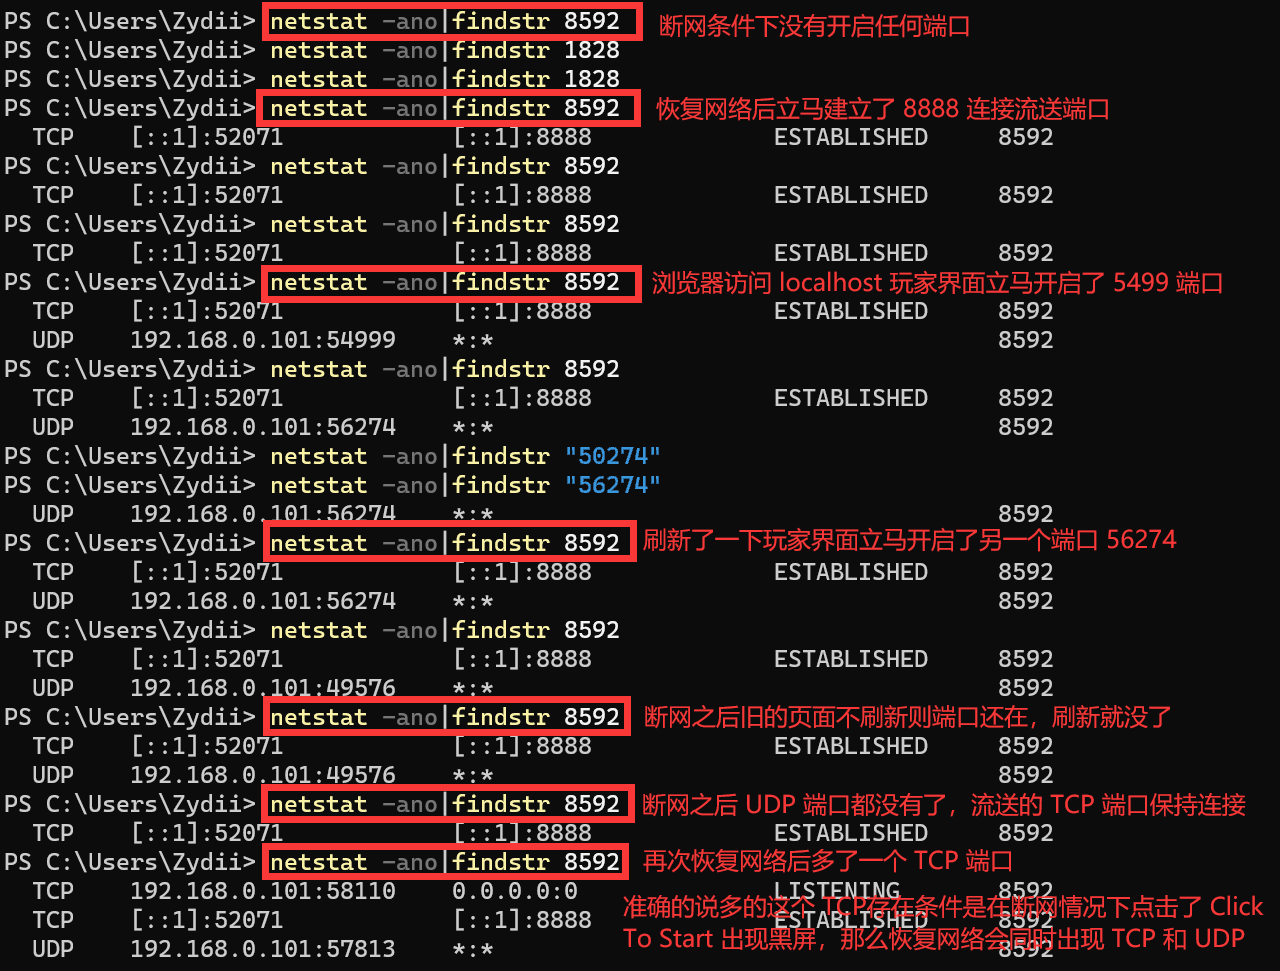 PS C:\Users\Zydii> netstat -ano|findstr 8592 断网条件下没有开启任何端口
PS C:\Users\Zydii> netstat -ano|findstr 1828
PS C:\Users\Zydii> netstat -ano|findstr 1828
PS C:\Users\Zydii> netstat -ano|findstr 8592 恢复网络后立马建立了 8888 连接流送端口
TCP [::1]:52071 [::1]:8888 ESTABLISHED 8592
PS C:\Users\Zydii> netstat -ano|findstr 8592
TCP [::1]:52071 [::1]:8888 ESTABLISHED 8592
PS C:\Users\Zydii> netstat -ano|findstr 8592
TCP [::1]:52071 [::1]:8888 ESTABLISHED 8592
PS C:\Users\Zydii> netstat -ano|findstr 8592 浏览器访问 localhost 玩家界面立马开启了 5499 端口
TCP [::1]:52071 [::1]:8888 ESTABLISHED 8592
UDP 192.168.0.101:54999 *:* 8592
PS C:\Users\Zydii> netstat -ano|findstr 8592
TCP [::1]:52071 [::1]:8888 ESTABLISHED 8592
UDP 192.168.0.101:56274 *:* 8592
PS C:\Users\Zydii> netstat -ano|findstr "50274"
PS C:\Users\Zydii> netstat -ano|findstr "56274"
UDP 192.168.0.101:56274 *:* 8592
PS C:\Users\Zydii> netstat -ano|findstr 8592 刷新了一下玩家界面立马开启了另一个端口 56274
TCP [::1]:52071 [::1]:8888 ESTABLISHED 8592
UDP 192.168.0.101:56274 *:* 8592
PS C:\Users\Zydii> netstat -ano|findstr 8592
TCP [::1]:52071 [::1]:8888 ESTABLISHED 8592
UDP 192.168.0.101:49576 *:* 8592
PS C:\Users\Zydii> netstat -ano|findstr 8592 断网之后旧的页面不刷新则端口还在，刷新就没了
TCP [::1]:52071 [::1]:8888 ESTABLISHED 8592
UDP 192.168.0.101:49576 *:* 8592
PS C:\Users\Zydii> netstat -ano|findstr 8592 断网之后 UDP 端口都没有了，流送的 TCP 端口保持连接
TCP [::1]:52071 [::1]:8888 ESTABLISHED 8592
PS C:\Users\Zydii> netstat -ano|findstr 8592 再次恢复网络后多了一个 TCP 端口
TCP 192.168.0.101:58110 0.0.0.0:0 LISTENING 8592
TCP [::1]:52071 [::1]:8888 ESTABLISHED 8592
UDP 192.168.0.101:57813 *:* 8592
准确的说多的这个 TCP存在条件是在断网情况下点击了 Click
To Start 出现黑屏，那么恢复网络会同时出现 TCP 和 UDP